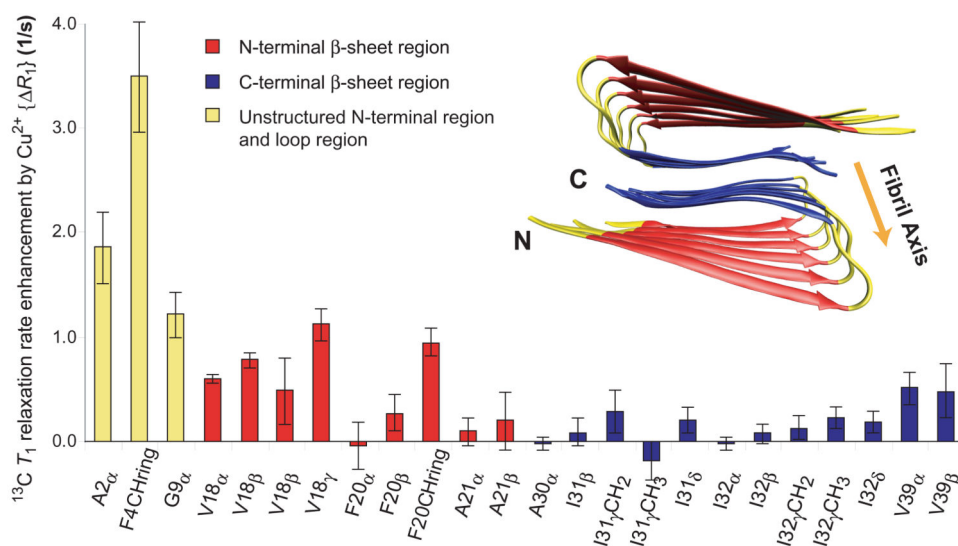 ¹³C T₁ relaxation rate enhancement by Cu²⁺ {ΔR₁} (1/s)
4.0
3.0
2.0
1.0
0.0
N-terminal β-sheet region
C-terminal β-sheet region
Unstructured N-terminal region
and loop region
C
N
Fibril Axis
A2α
F4CHring
G9α
V18α
V18β
V18β
V18γ
F20α
F20β
F20CHring
A21α
A21β
A30α
I31β
I31γCH2
I31γCH3
I31δ
I32α
I32β
I32γCH2
I32γCH3
I32δ
V39α
V39β